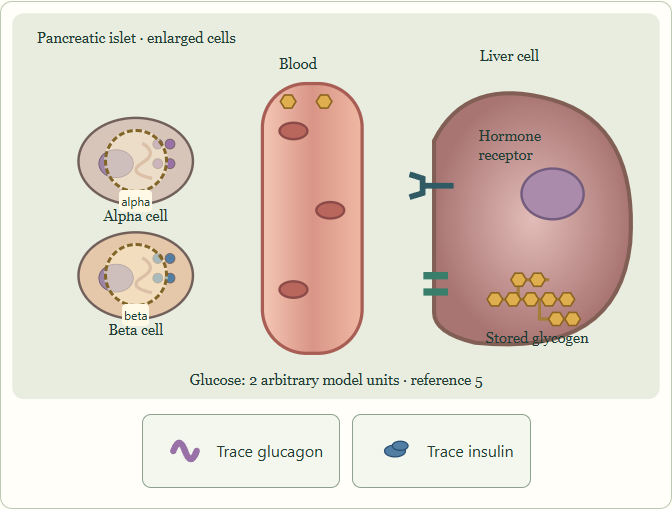 Pancreatic islet · enlarged cells
Blood
Liver cell
Hormone
receptor
alpha
Alpha cell
beta
Beta cell
Stored glycogen
Glucose: 2 arbitrary model units · reference 5
Trace glucagon
Trace insulin